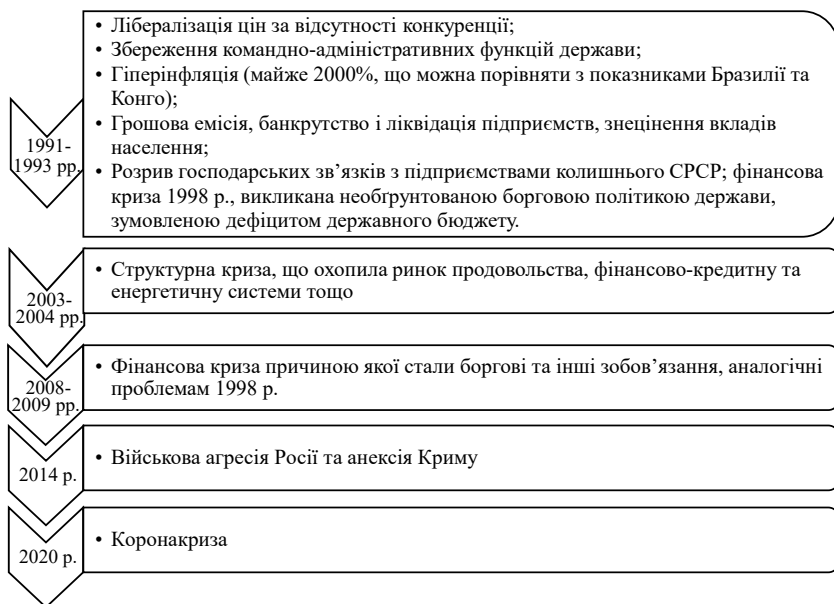 1991-
1993 рр.
• Лібералізація цін за відсутності конкуренції;
• Збереження командно-адміністративних функцій держави;
• Гіперінфляція (майже 2000%, що можна порівняти з показниками Бразилії та
Конго);
• Грошова емісія, банкрутство і ліквідація підприємств, знецінення вкладів
населення;
• Розрив господарських зв’язків з підприємствами колишнього СРСР; фінансова
криза 1998 р., викликана необґрунтованою борговою політикою держави,
зумовленою дефіцитом державного бюджету.
2003-
2004 рр.
• Структурна криза, що охопила ринок продовольства, фінансово-кредитну та
енергетичну системи тощо
2008-
2009 рр.
• Фінансова криза причиною якої стали боргові та інші зобов’язання, аналогічні
проблемам 1998 р.
2014 р.
• Військова агресія Росії та анексія Криму
2020 р.
• Коронакриза